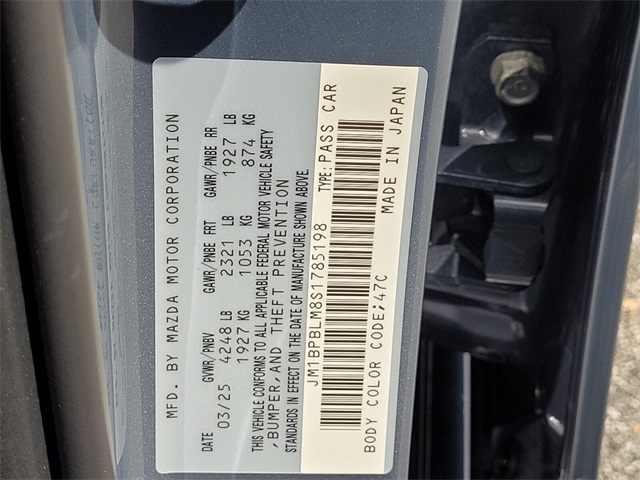 MFD. BY MAZDA MOTOR CORPORATION
DATE GVWR/PNBV GAWR/PNBE FRT GAWR/PNBE RR
03/25 4248 LB 2321 LB 1927 LB
1927 KG 1053 KG 874 KG
THIS VEHICLE CONFORMS TO ALL APPLICABLE FEDERAL MOTOR VEHICLE SAFETY
,BUMPER,AND THEFT PREVENTION
STANDARDS IN EFFECT ON THE DATE OF MANUFACTURE SHOWN ABOVE.
JM1BPBLM8S1785198 TYPE:PASS CAR
BODY COLOR CODE:47C MADE IN JAPAN